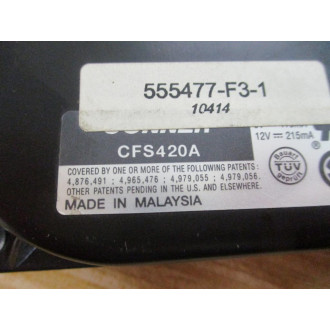 555477-F3-1
10414
12V ⎓ 215mA
CFS420A
Bauart
TÜV
geprüft
COVERED BY ONE OR MORE OF THE FOLLOWING PATENTS:
4,876,491 ; 4,965,476 ; 4,979,055 ; 4,979,056.
OTHER PATENTS PENDING IN THE U.S. AND ELSEWHERE.
MADE IN MALAYSIA